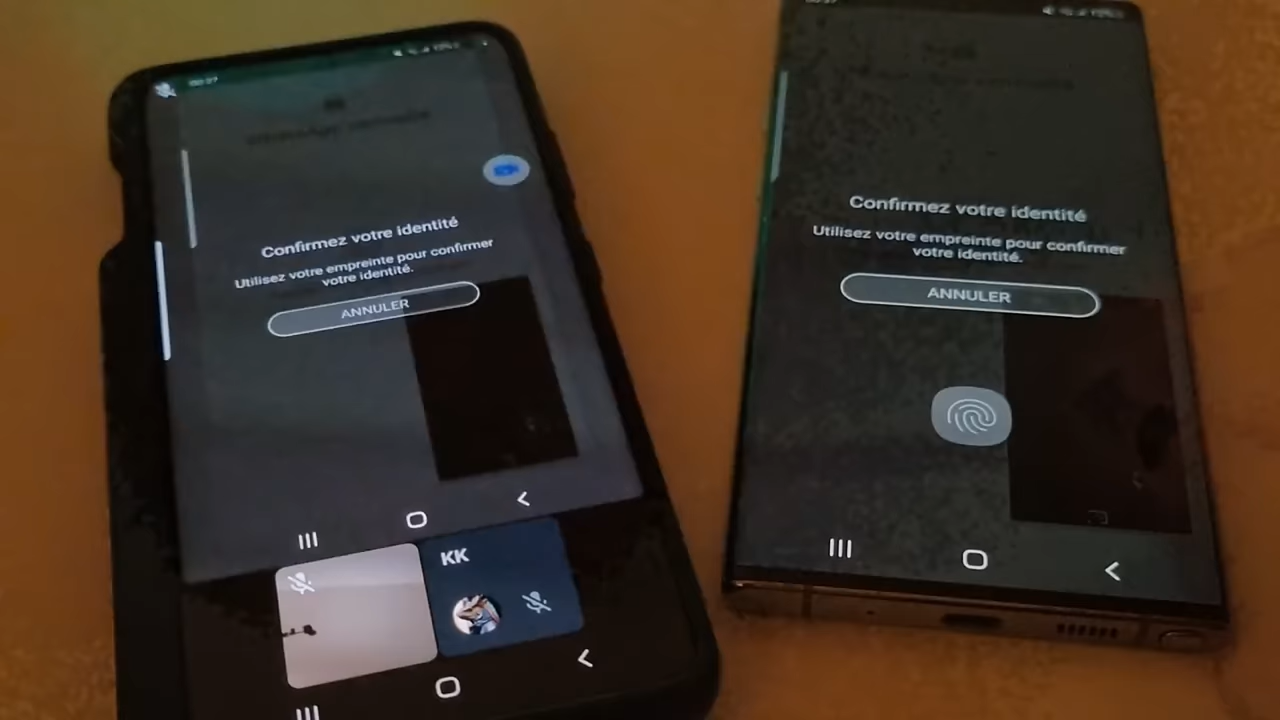 Confirmez votre identité
Utilisez votre empreinte pour confirmer
votre identité.
ANNULER
KK
Confirmez votre identité
Utilisez votre empreinte pour confirmer
votre identité.
ANNULER